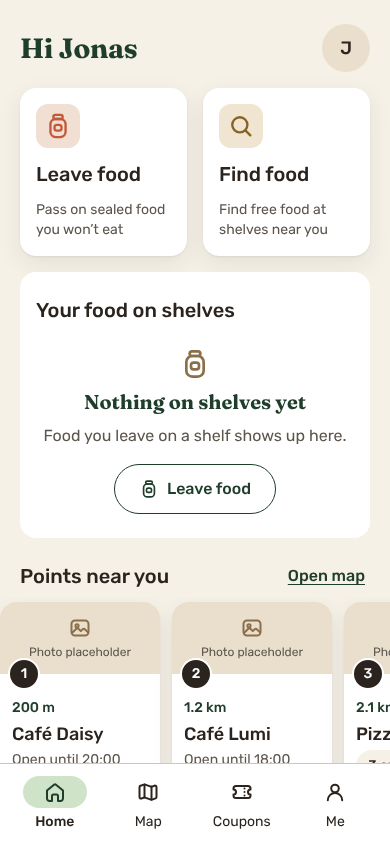 Hi Jonas
J
Leave food
Pass on sealed food
you won't eat
Find food
Find free food at
shelves near you
Your food on shelves
Nothing on shelves yet
Food you leave on a shelf shows up here.
Leave food
Points near you
Open map
Photo placeholder
1
200 m
Café Daisy
Open until 20:00
Photo placeholder
2
1.2 km
Café Lumi
Open until 18:00
3
2.1
Home
Map
Coupons
Me